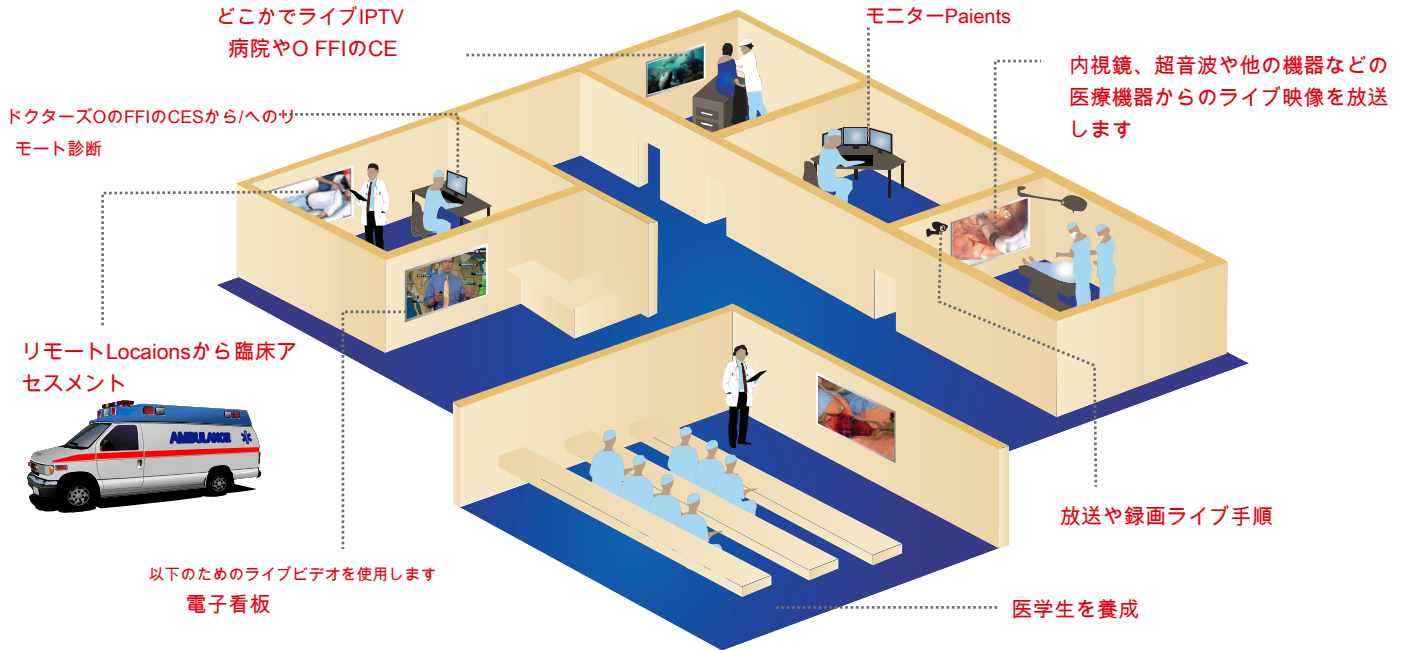 どこかでライブIPTV
病院やO FFIのCE
モニターPaients
内視鏡、超音波や他の機器などの
医療機器からのライブ映像を放送
します
ドクターズOのFFIのCESから/へのリ
モート診断
リモートLocaionsから臨床ア
セスメント
AMBULANCE
放送や録画ライブ手順
以下のためのライブビデオを使用します
電子看板
医学生を養成